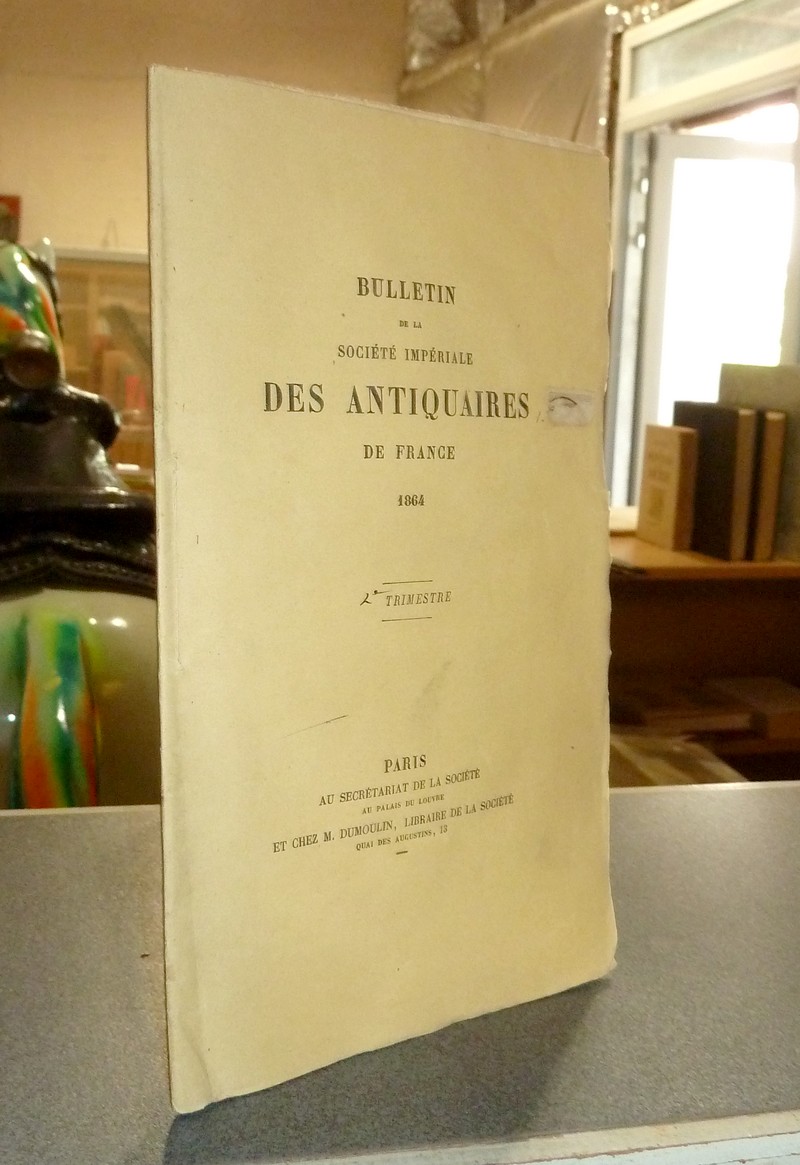 BULLETIN
DE LA
SOCIÉTÉ IMPÉRIALE
DES ANTIQUAIRES
DE FRANCE
1864
2e TRIMESTRE
PARIS
AU SECRÉTARIAT DE LA SOCIÉTÉ
AU PALAIS DU LOUVRE
ET CHEZ M. DUMOULIN, LIBRAIRE DE LA SOCIÉTÉ
QUAI DES AUGUSTINS, 13